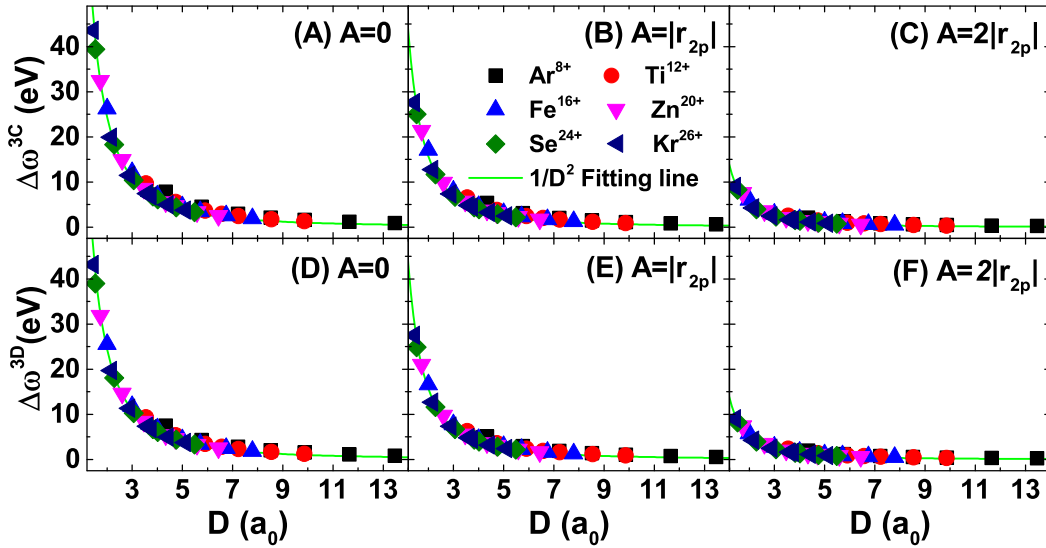 (A) A=0
(B) A=|r2p|
(C) A=2|r2p|
Δω3C (eV)
40
30
20
10
0
Ar8+
Ti12+
Fe16+
Zn20+
Se24+
Kr26+
1/D2 Fitting line
(D) A=0
(E) A=|r2p|
(F) A=2|r2p|
Δω3D(eV)
40
30
20
10
0
3 5 7 9 11 13
3 5 7 9 11 13
3 5 7 9 11 13
D (a0)
D (a0)
D (a0)